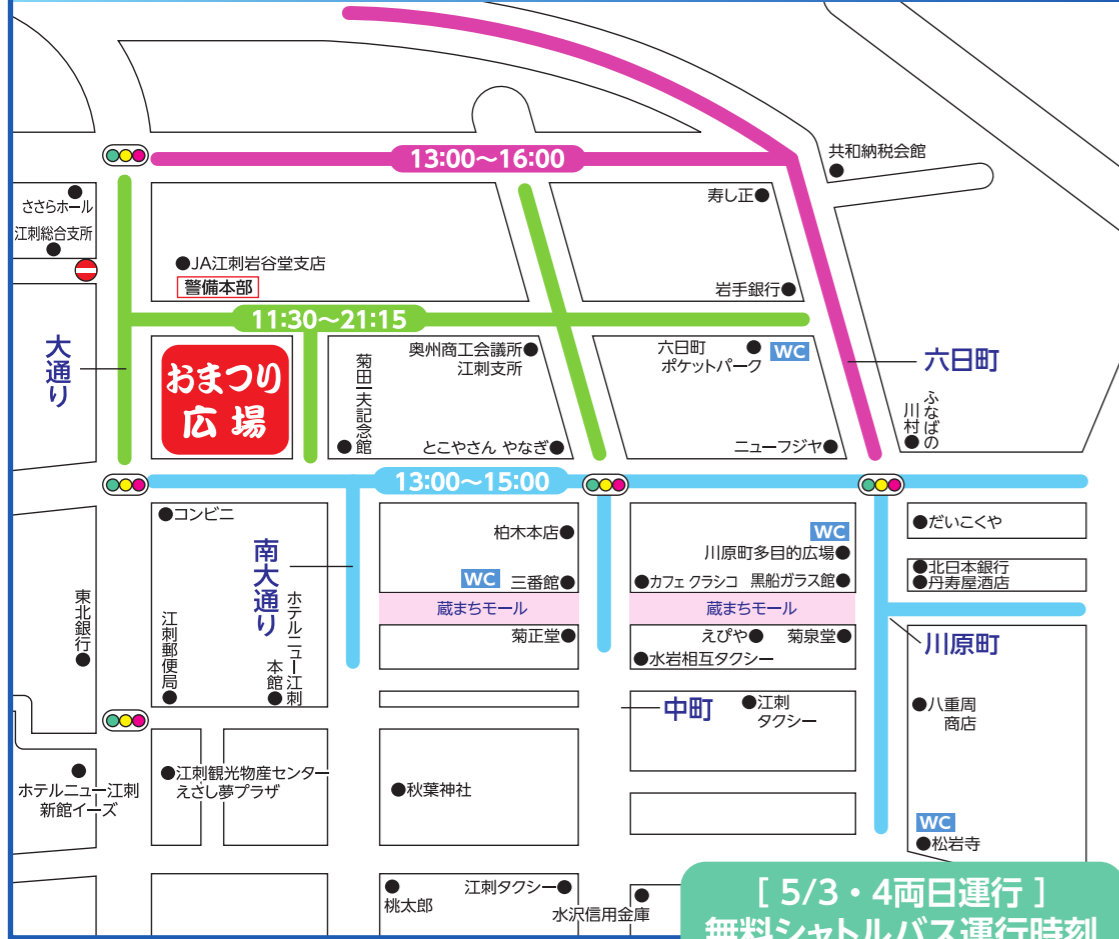 13:00～16:00
共和納税会館
ささらホール
江刺総合支所
寿し正
JA江刺岩谷堂支店
警備本部
岩手銀行
11:30～21:15
大通り
おまつり
広場
菊田一夫記念館
奥州商工会議所
江刺支所
六日町
ポケットパーク
WC
六日町
とこやさん やなぎ
ニューフジヤ
ふなばの
川村
13:00～15:00
コンビニ
南大通り
柏木本店
WC
三番館
WC
川原町多目的広場
カフェ クラシコ
黒船ガラス館
だいこくや
北日本銀行
丹寿屋酒店
蔵まちモール
蔵まちモール
東北銀行
江刺郵便局
ホテルニュー江刺
本館
菊正堂
えぴや
菊泉堂
水岩相互タクシー
川原町
中町
江刺
タクシー
八重周
商店
ホテルニュー江刺
新館イーズ
江刺観光物産センター
えさし夢プラザ
秋葉神社
WC
松岩寺
桃太郎
江刺タクシー
水沢信用金庫
[ 5/3・4両日運行 ]
無料シャトルバス運行時刻